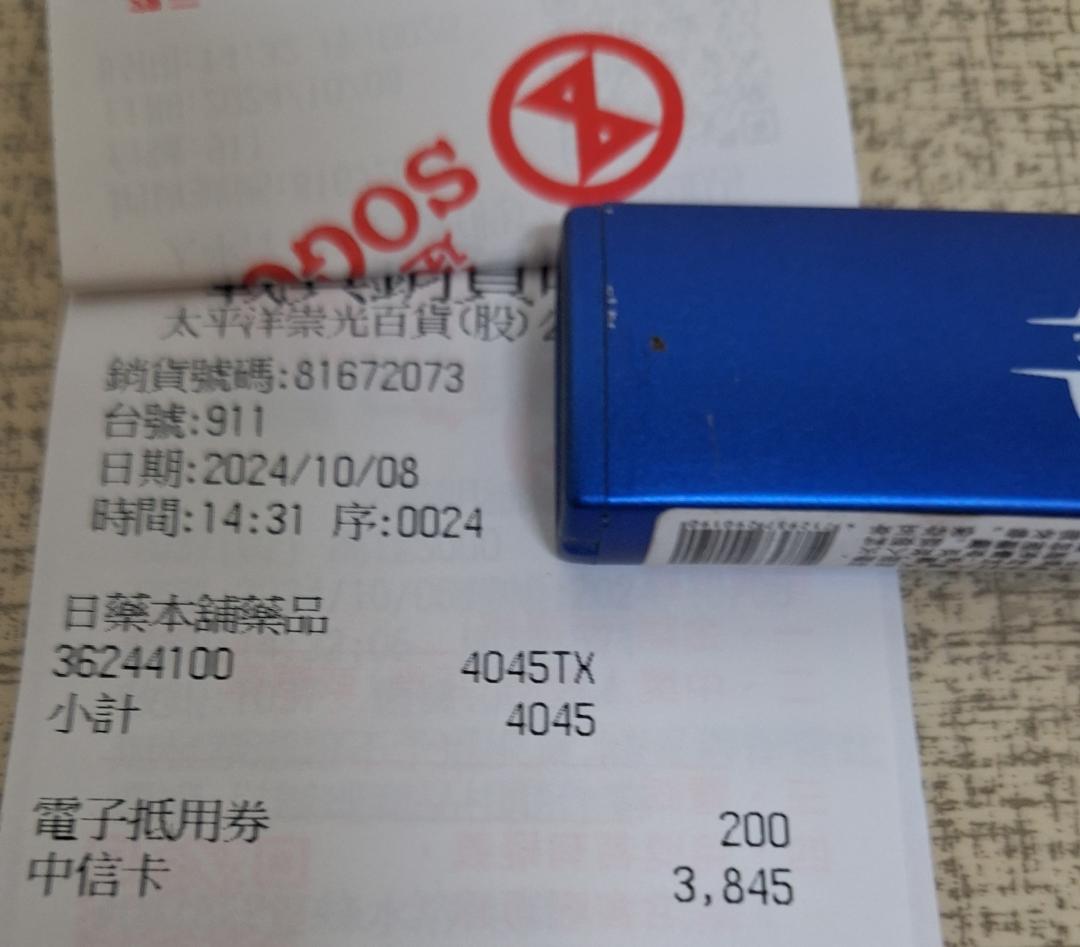 SOGO
太平洋崇光百貨(股)
銷貨號碼:81672073
台號:911
日期:2024/10/08
時間:14:31 序:0024
日藥本舖藥品
36244100 4045TX
小計 4045
電子抵用券 200
中信卡 3,845